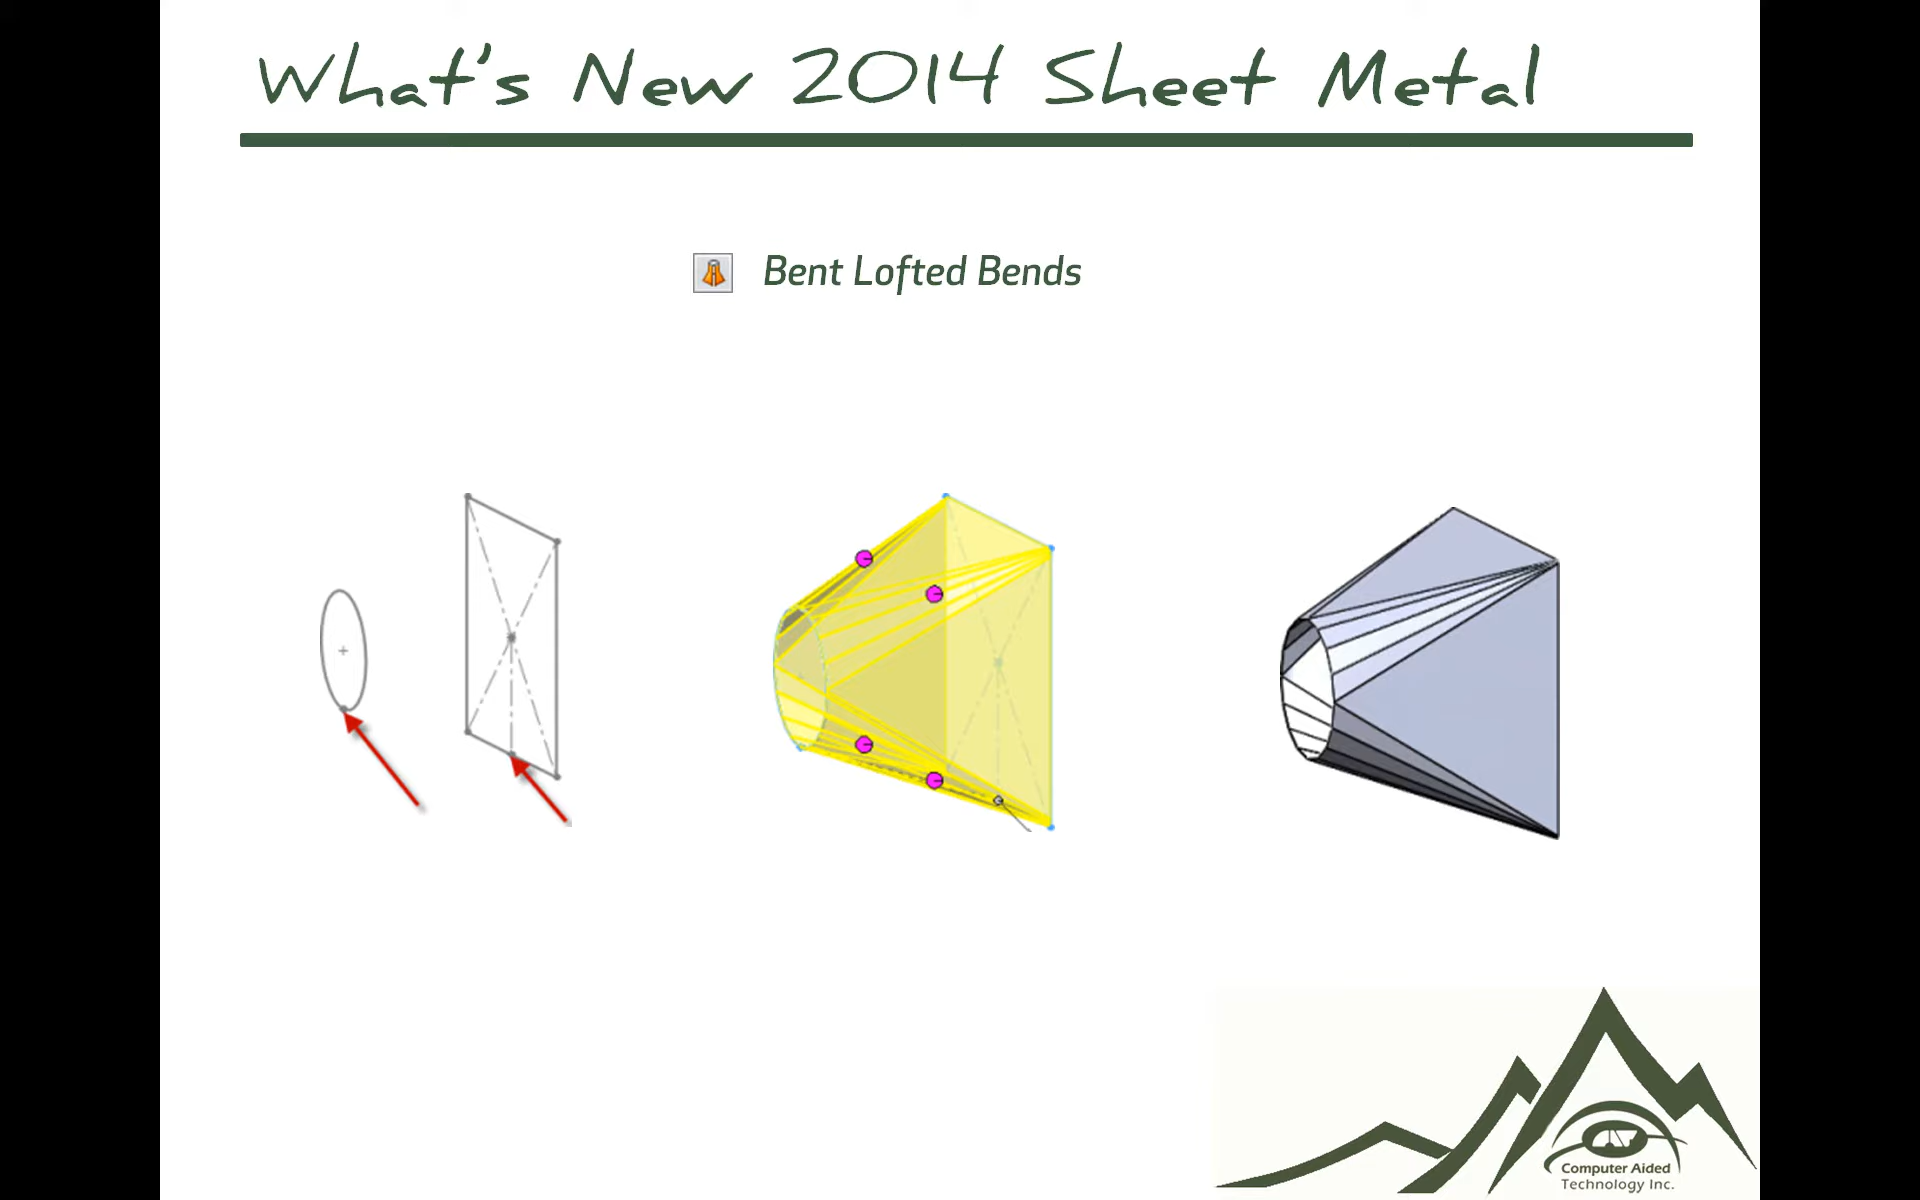 What's New 2014 Sheet Metal
Bent Lofted Bends
Computer Aided
Technology Inc.